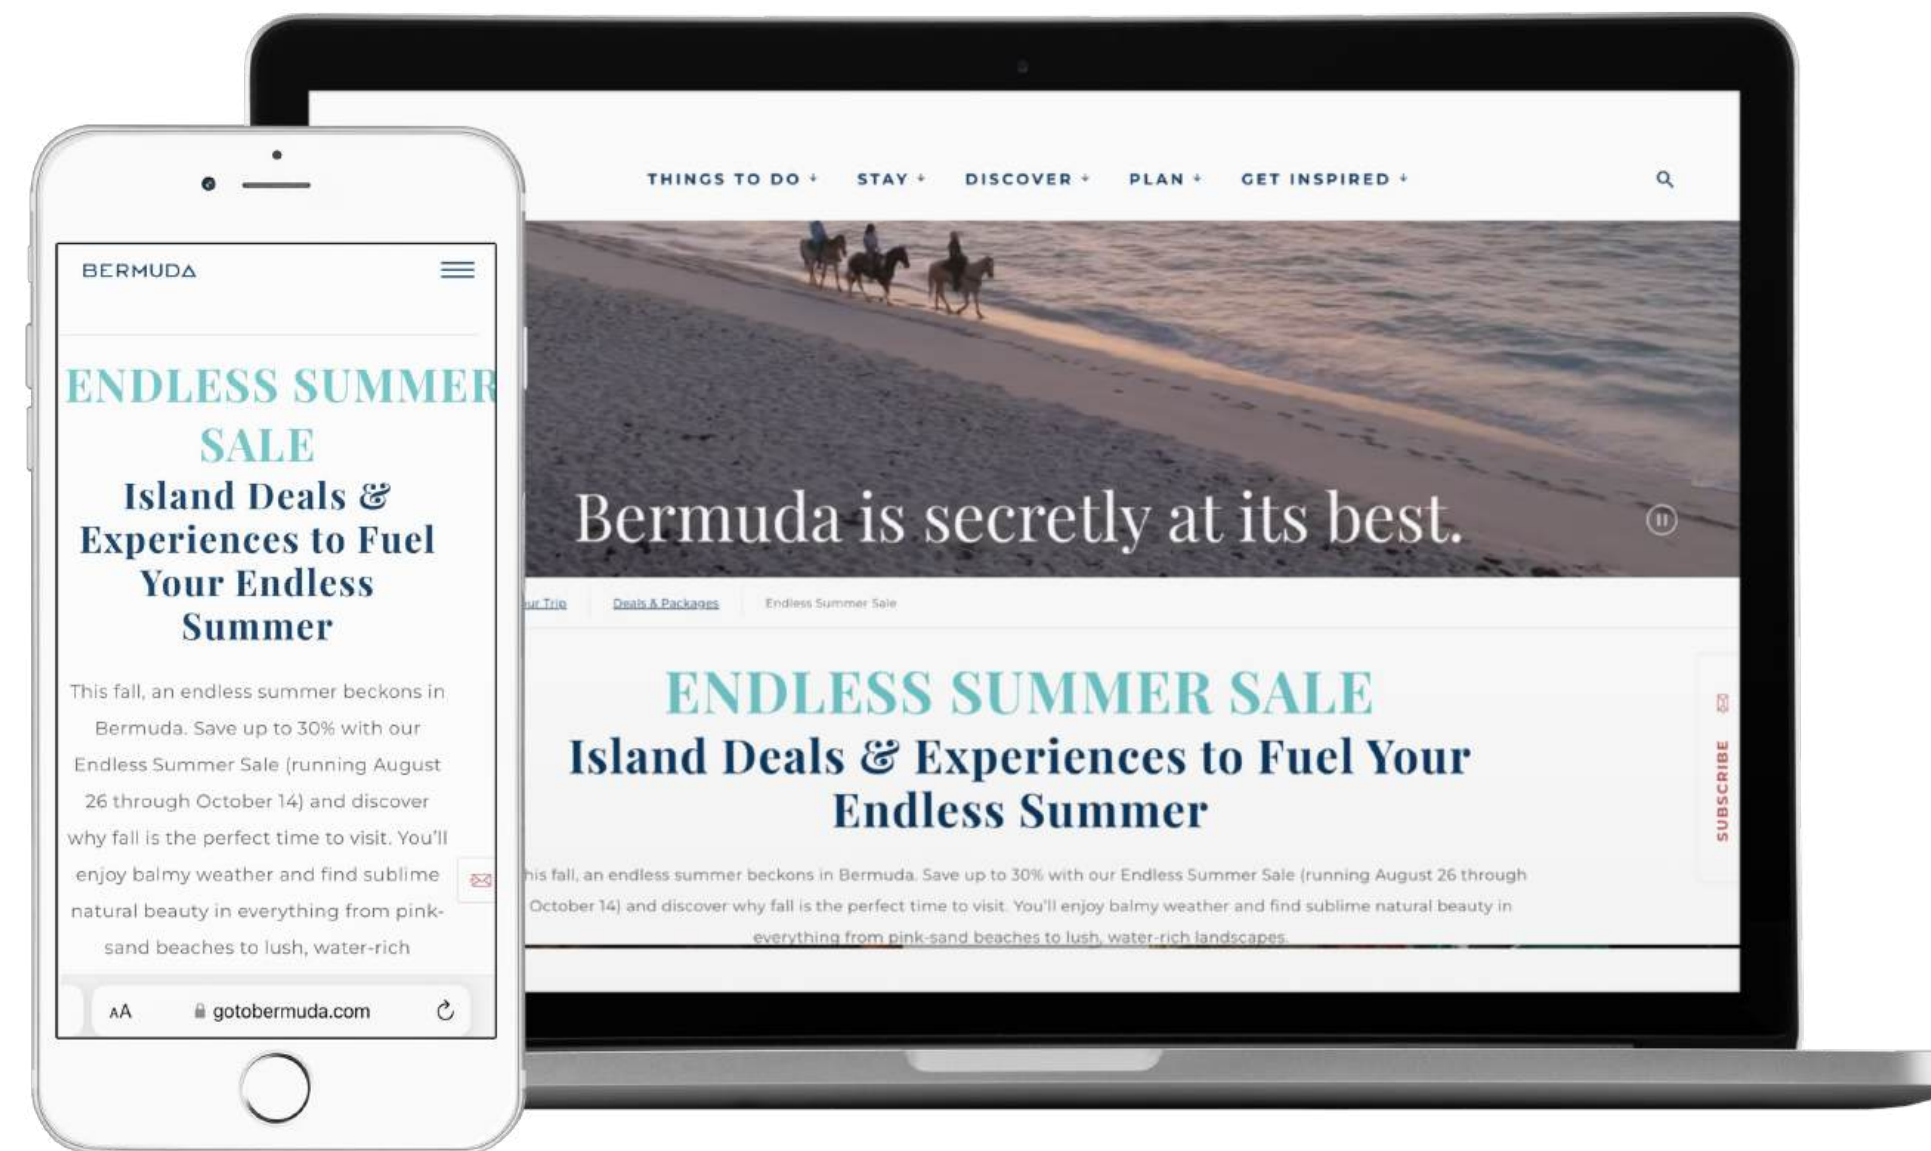 BERMUDA
ENDLESS SUMMER
SALE
Island Deals &
Experiences to Fuel
Your Endless
Summer
This fall, an endless summer beckons in
Bermuda. Save up to 30% with our
Endless Summer Sale (running August
26 through October 14) and discover
why fall is the perfect time to visit. You'll
enjoy balmy weather and find sublime
natural beauty in everything from pink-
sand beaches to lush, water-rich
AA gotobermuda.com
THINGS TO DO STAY DISCOVER PLAN GET INSPIRED
Bermuda is secretly at its best.
ur Trip Deals & Packages Endless Summer Sale
ENDLESS SUMMER SALE
Island Deals & Experiences to Fuel Your
Endless Summer
his fall, an endless summer beckons in Bermuda. Save up to 30% with our Endless Summer Sale (running August 26 through
October 14) and discover why fall is the perfect time to visit. You'll enjoy balmy weather and find sublime natural beauty in
everything from pink-sand beaches to lush, water-rich landscapes.
SUBSCRIBE